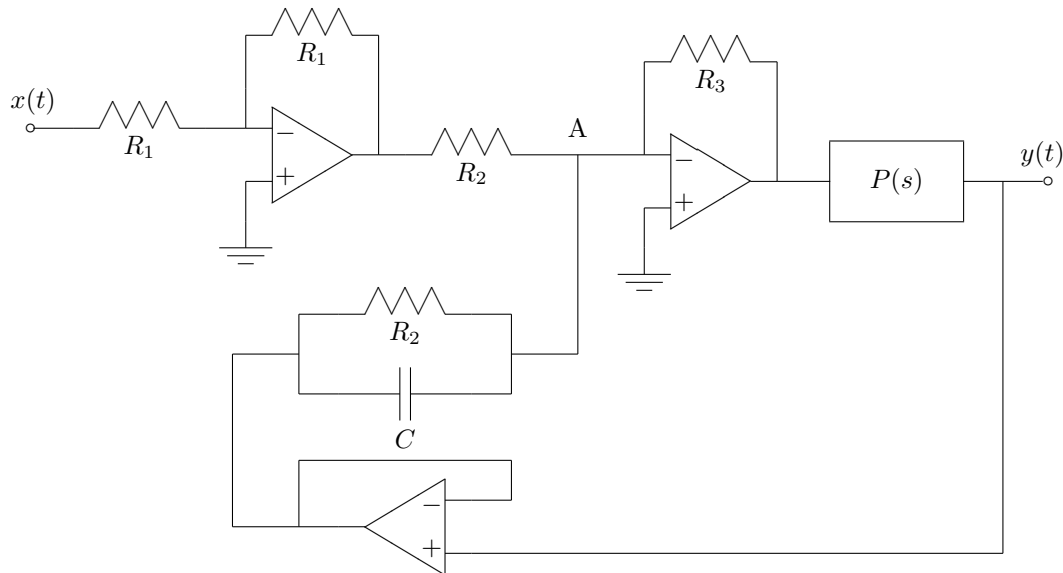 x(t)
R₁
R₁
−
+
R₂
A
R₃
−
+
P(s)
y(t)
R₂
C
−
+